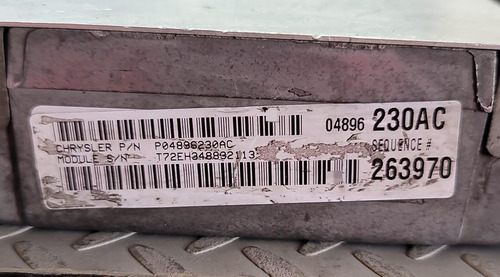 04896 230AC
CHRYSLER P/N P04896230AC
MODULE S/N T72EH348892113
SEQUENCE #
263970